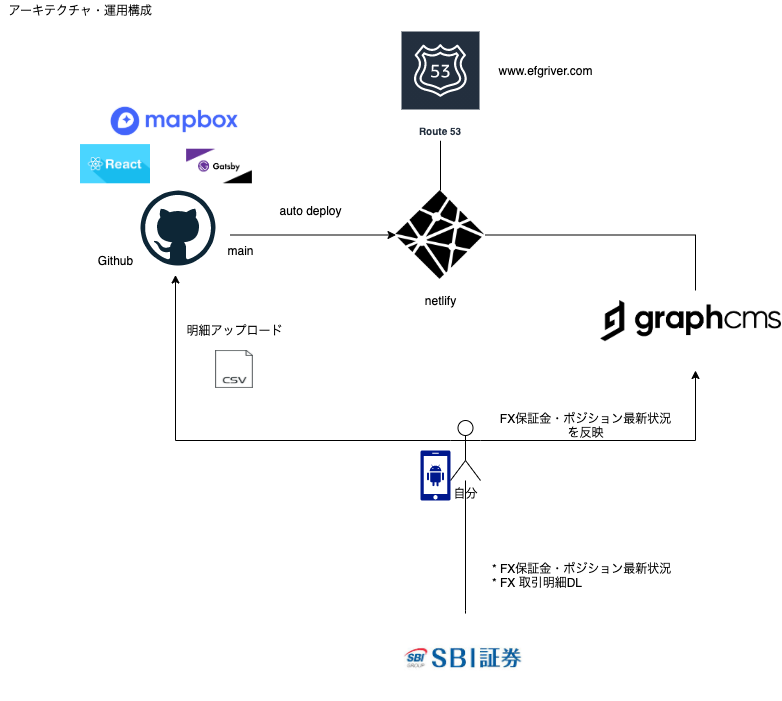 アーキテクチャ・運用構成
53
www.efgriver.com
Route 53
mapbox
React
Gatsby
auto deploy
Github
main
netlify
graphcms
明細アップロード
CSV
FX保証金・ポジション最新状況
を反映
自分
* FX保証金・ポジション最新状況
* FX 取引明細DL
SBI
GROUP
SBI証券